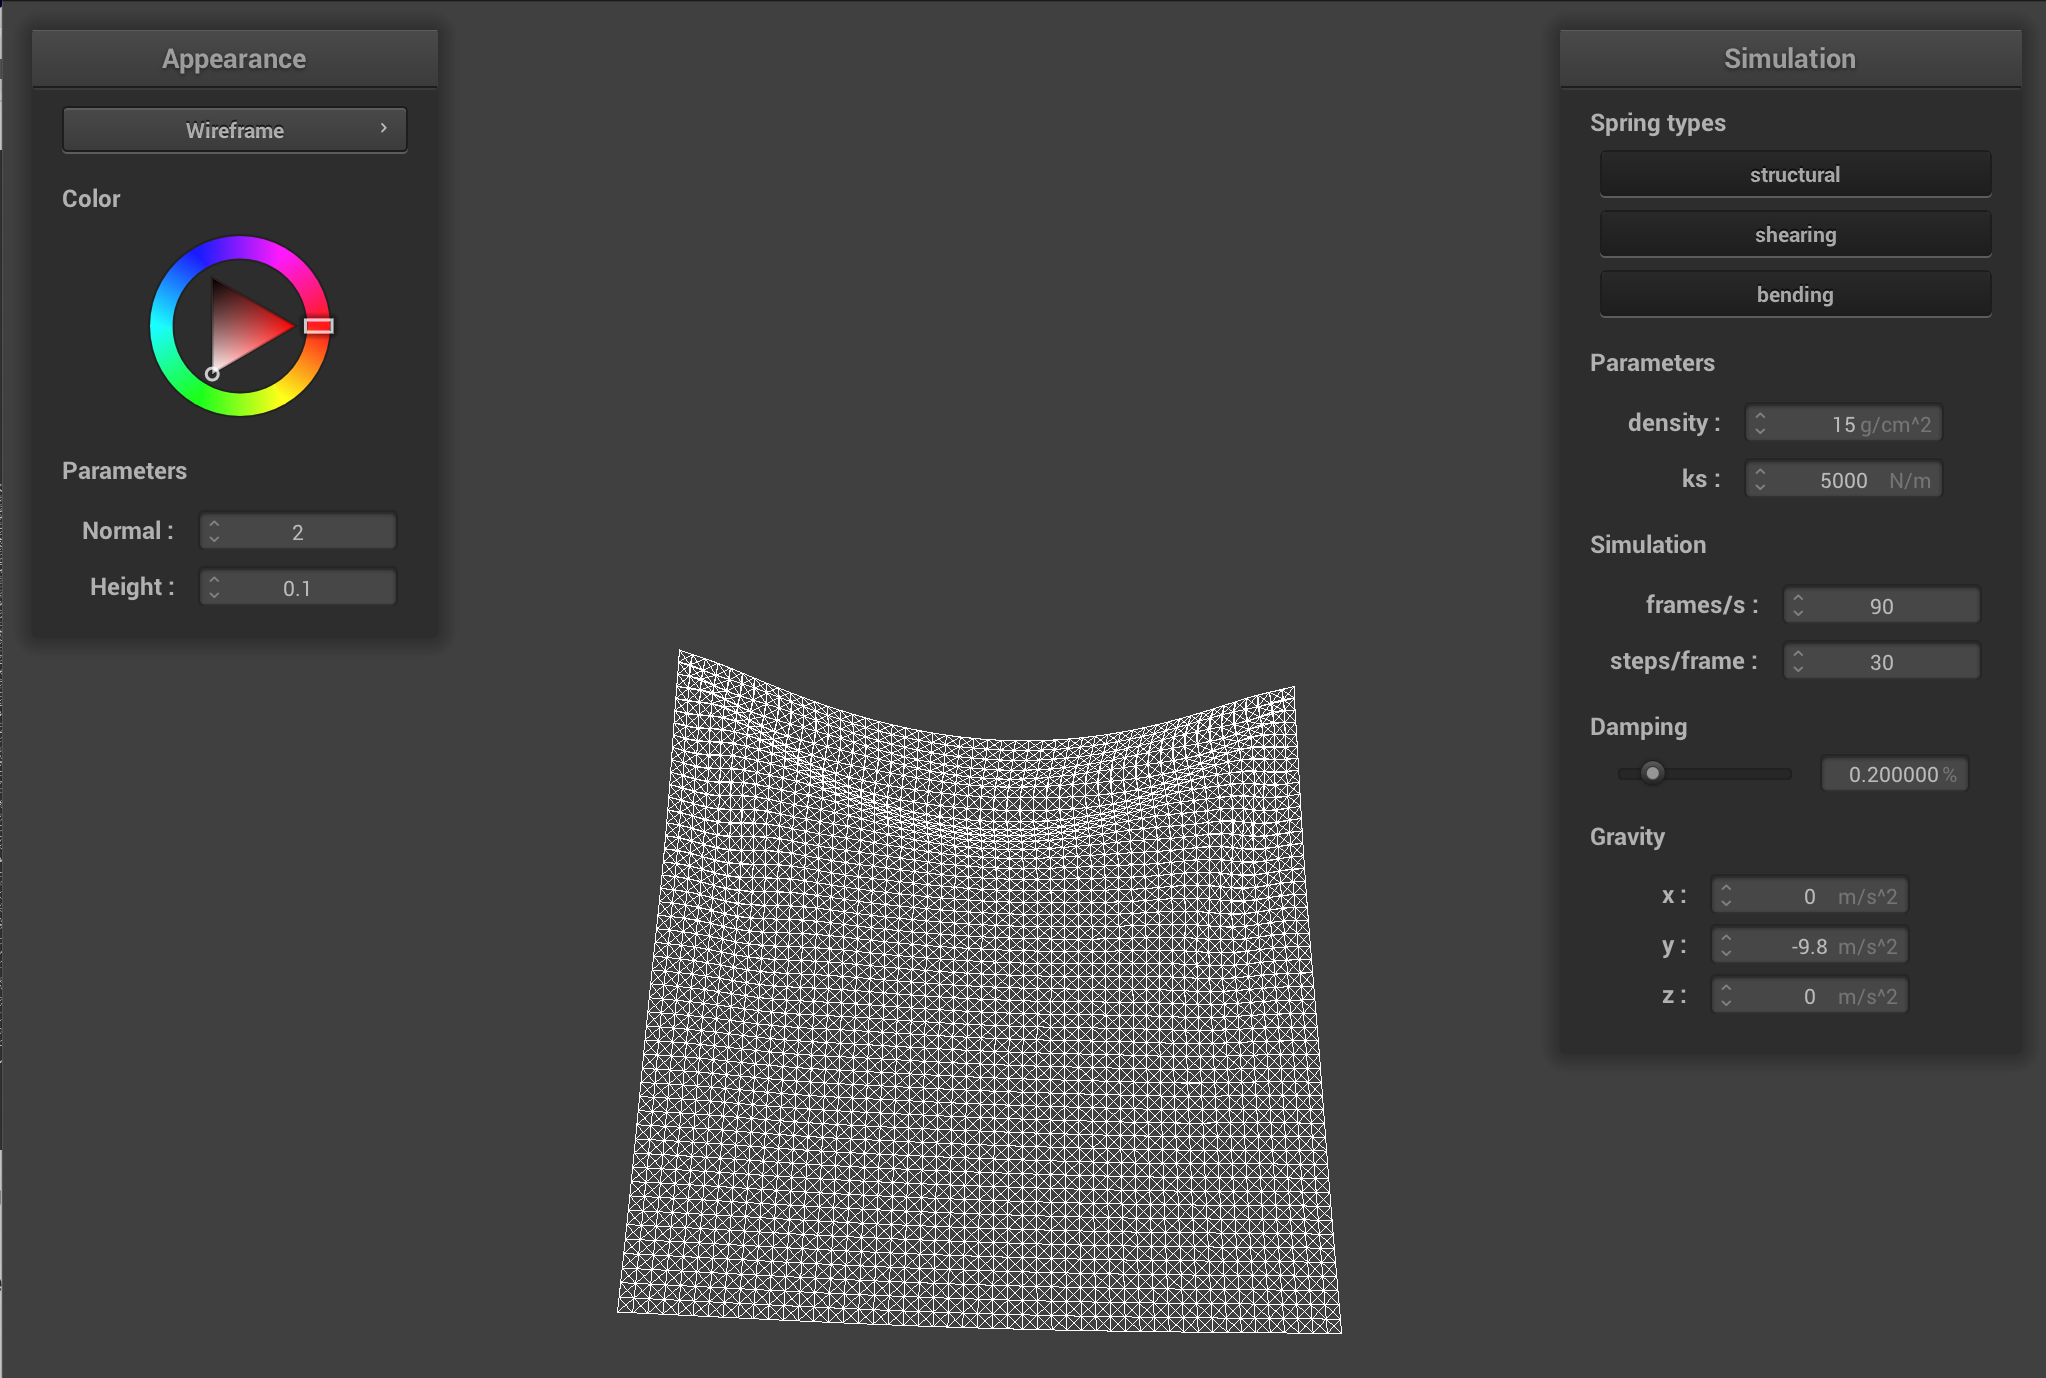 Appearance
Wireframe
Color
Parameters
Normal : 2
Height : 0.1
Simulation
Spring types
structural
shearing
bending
Parameters
density : 15 g/cm^2
ks : 5000 N/m
Simulation
frames/s : 90
steps/frame : 30
Damping
0.200000 %
Gravity
x : 0 m/s^2
y : -9.8 m/s^2
z : 0 m/s^2